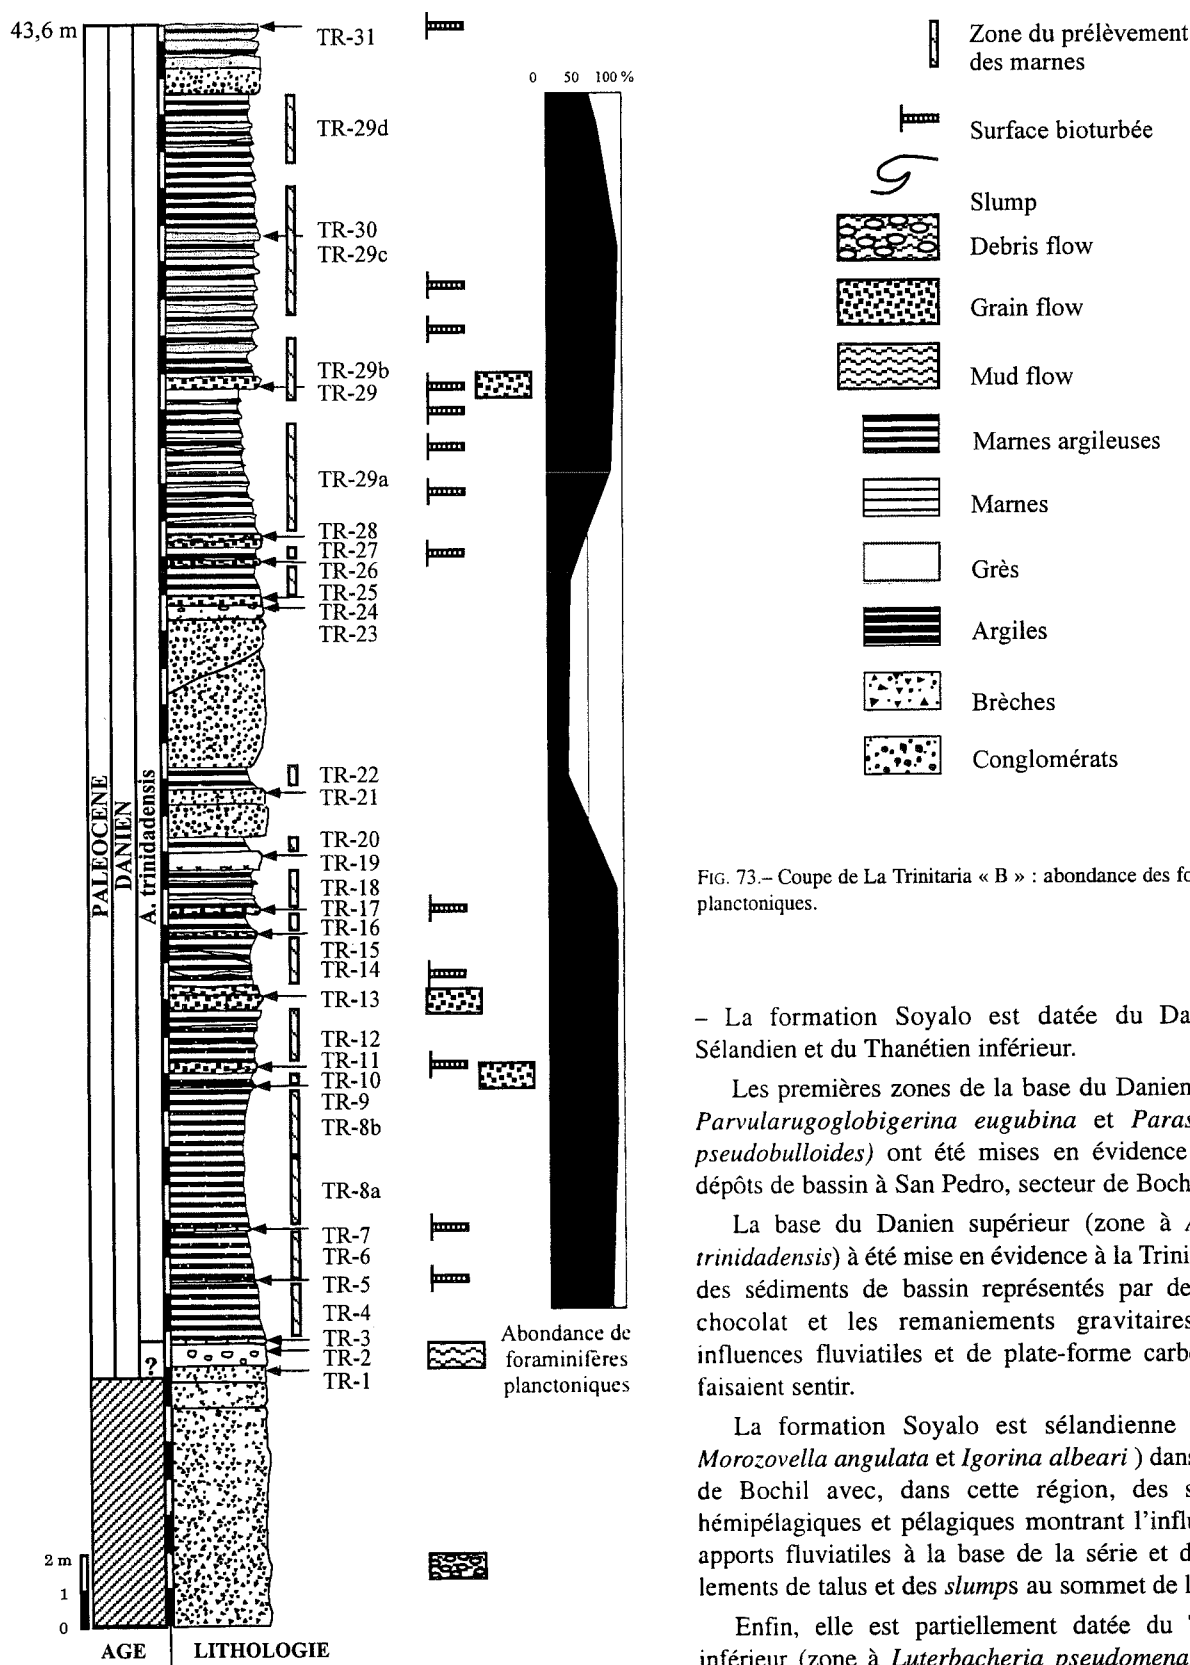 43,6 m
TR-31
0 50 100 %
TR-29d
TR-30
TR-29c
TR-29b
TR-29
TR-29a
TR-28
TR-27
TR-26
TR-25
TR-24
TR-23
TR-22
TR-21
TR-20
TR-19
TR-18
TR-17
TR-16
TR-15
TR-14
TR-13
TR-12
TR-11
TR-10
TR-9
TR-8b
TR-8a
TR-7
TR-6
TR-5
TR-4
TR-3
TR-2
TR-1
PALEOCENE
DANIEN
A. trinidadensis
?
Abondance de
foraminifères
planctoniques
2 m
1
0
AGE
LITHOLOGIE
Zone du prélèvement
des marnes
Surface bioturbée
Slump
Debris flow
Grain flow
Mud flow
Marnes argileuses
Marnes
Grès
Argiles
Brèches
Conglomérats
FIG. 73.– Coupe de La Trinitaria « B » : abondance des fo
planctoniques.
– La formation Soyalo est datée du Da
Sélandien et du Thanétien inférieur.
Les premières zones de la base du Danien
Parvularugoglobigerina eugubina et Paras
pseudobulloides) ont été mises en évidence
dépôts de bassin à San Pedro, secteur de Boch
La base du Danien supérieur (zone à A
trinidadensis) à été mise en évidence à la Trini
des sédiments de bassin représentés par de
chocolat et les remaniements gravitaires
influences fluviatiles et de plate-forme carb
faisaient sentir.
La formation Soyalo est sélandienne
Morozovella angulata et Igorina albeari ) dans
de Bochil avec, dans cette région, des s
hémipélagiques et pélagiques montrant l'influ
apports fluviatiles à la base de la série et d
lements de talus et des slumps au sommet de l
Enfin, elle est partiellement datée du
inférieur (zone à Luterbacheria pseudomena